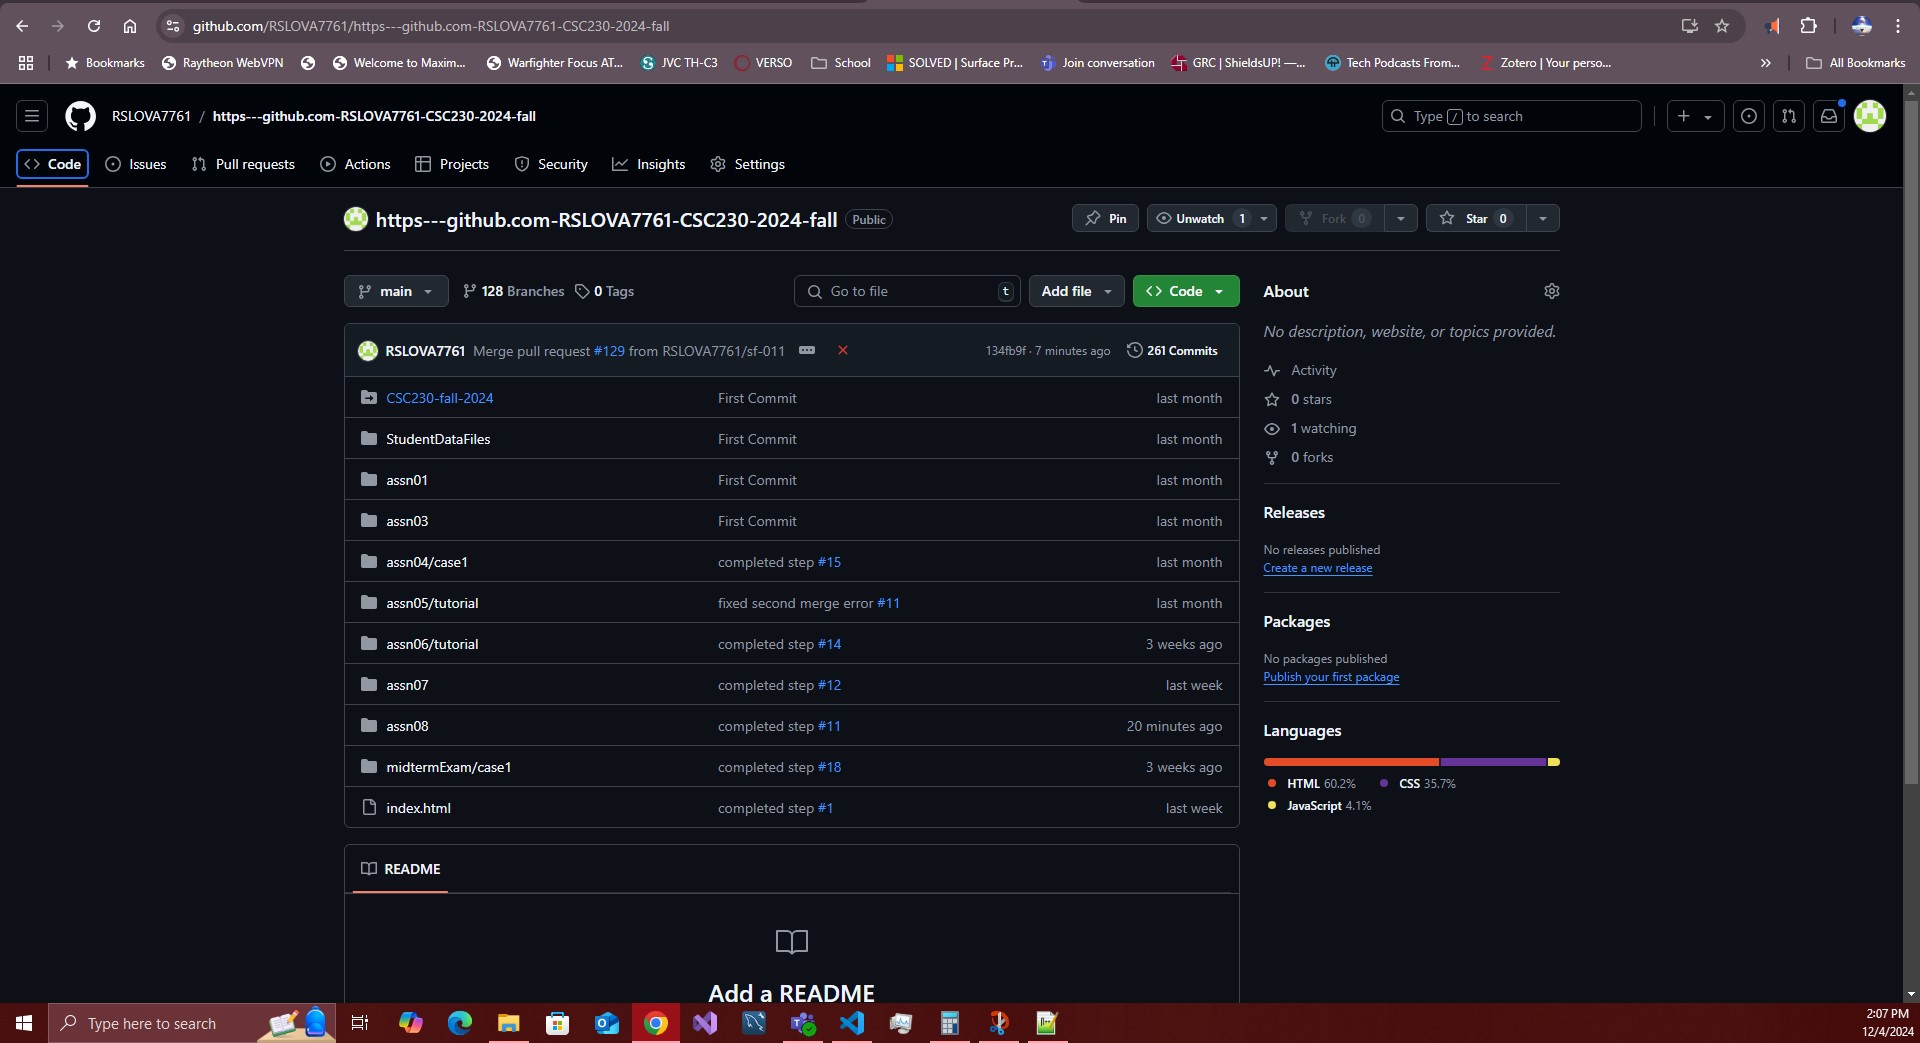 github.com/RSLOVA7761/https---github.com-RSLOVA7761-CSC230-2024-fall
Bookmarks Raytheon WebVPN Welcome to Maxim... Warfighter Focus AT... JVC TH-C3 VERSO School SOLVED | Surface Pr... Join conversation GRC | ShieldsUP! —... Tech Podcasts From... Zotero | Your perso... » All Bookmarks
RSLOVA7761 / https---github.com-RSLOVA7761-CSC230-2024-fall Type / to search
Code Issues Pull requests Actions Projects Security Insights Settings
https---github.com-RSLOVA7761-CSC230-2024-fall Public Pin Unwatch 1 Fork 0 Star 0
main 128 Branches 0 Tags Go to file t Add file Code
RSLOVA7761 Merge pull request #129 from RSLOVA7761/sf-011 134fb9f · 7 minutes ago 261 Commits
CSC230-fall-2024 First Commit last month
StudentDataFiles First Commit last month
assn01 First Commit last month
assn03 First Commit last month
assn04/case1 completed step #15 last month
assn05/tutorial fixed second merge error #11 last month
assn06/tutorial completed step #14 3 weeks ago
assn07 completed step #12 last week
assn08 completed step #11 20 minutes ago
midtermExam/case1 completed step #18 3 weeks ago
index.html completed step #1 last week
README
Add a README
About
No description, website, or topics provided.
Activity
0 stars
1 watching
0 forks
Releases
No releases published
Create a new release
Packages
No packages published
Publish your first package
Languages
HTML 60.2% CSS 35.7%
JavaScript 4.1%
Type here to search
2:07 PM
12/4/2024